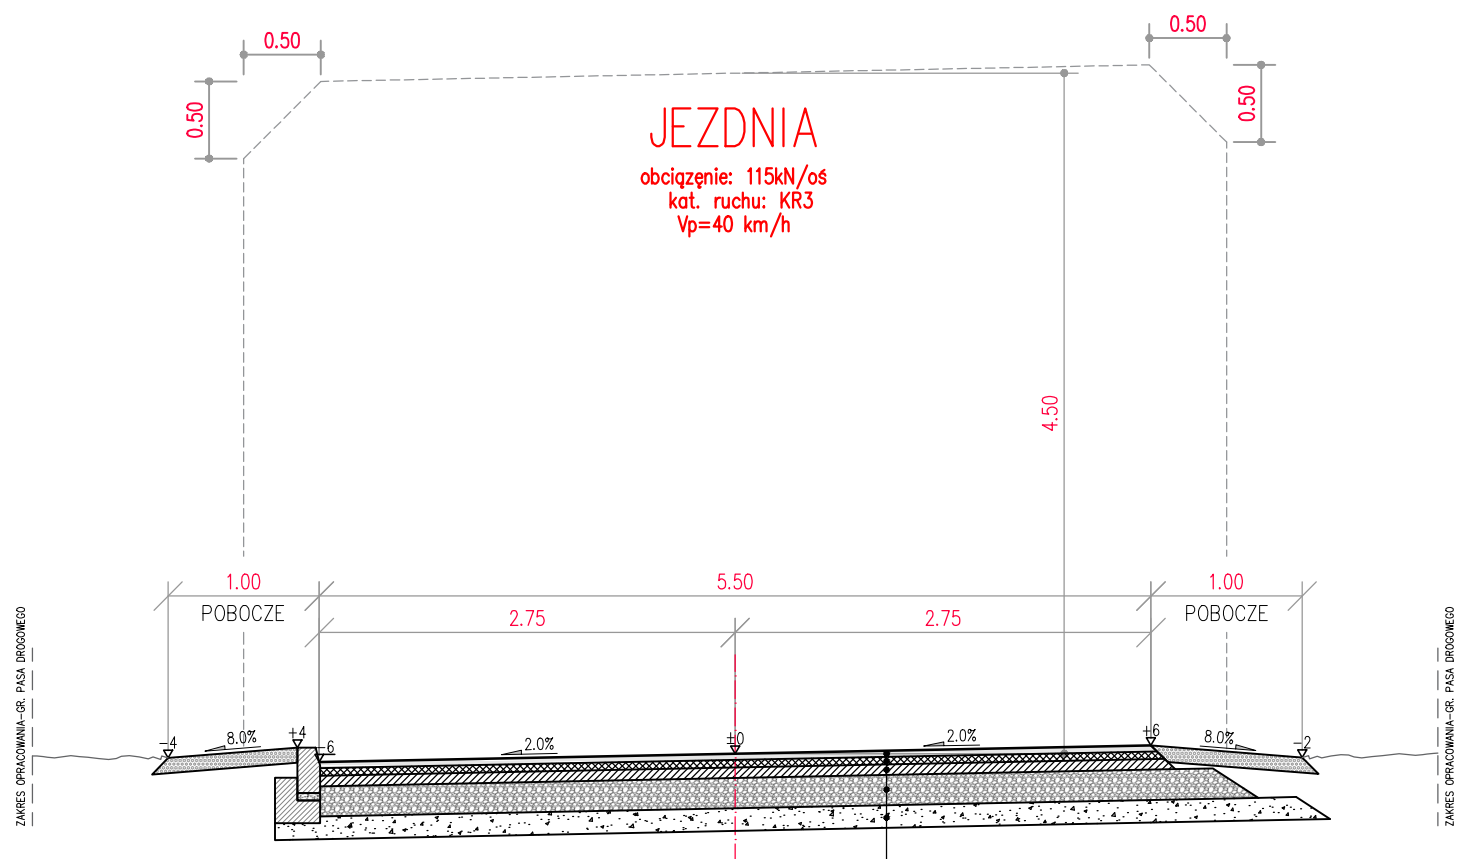 0.50
0.50
0.50
0.50
JEZDNIA
obciązęnie: 115kN/oś
kat. ruchu: KR3
Vp=40 km/h
4.50
1.00
5.50
1.00
POBOCZE
POBOCZE
2.75
2.75
ZAKRES OPRACOWANIA-GR. PASA DROGOWEGO
ZAKRES OPRACOWANIA-GR. PASA DROGOWEGO
-4
8.0%
+4
-6
2.0%
±0
2.0%
+6
8.0%
-2